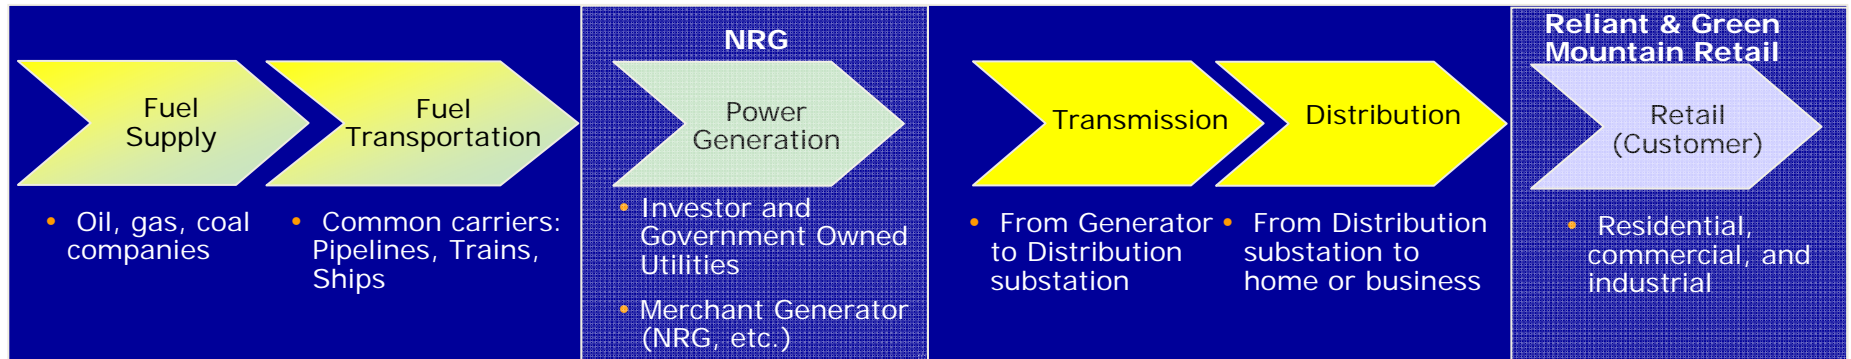 Fuel
Supply
• Oil, gas, coal
companies
Fuel
Transportation
• Common carriers:
Pipelines, Trains,
Ships
NRG
Power
Generation
• Investor and
Government Owned
Utilities
• Merchant Generator
(NRG, etc.)
Transmission
• From Generator
to Distribution
substation
Distribution
• From Distribution
substation to
home or business
Reliant & Green
Mountain Retail
Retail
(Customer)
• Residential,
commercial, and
industrial